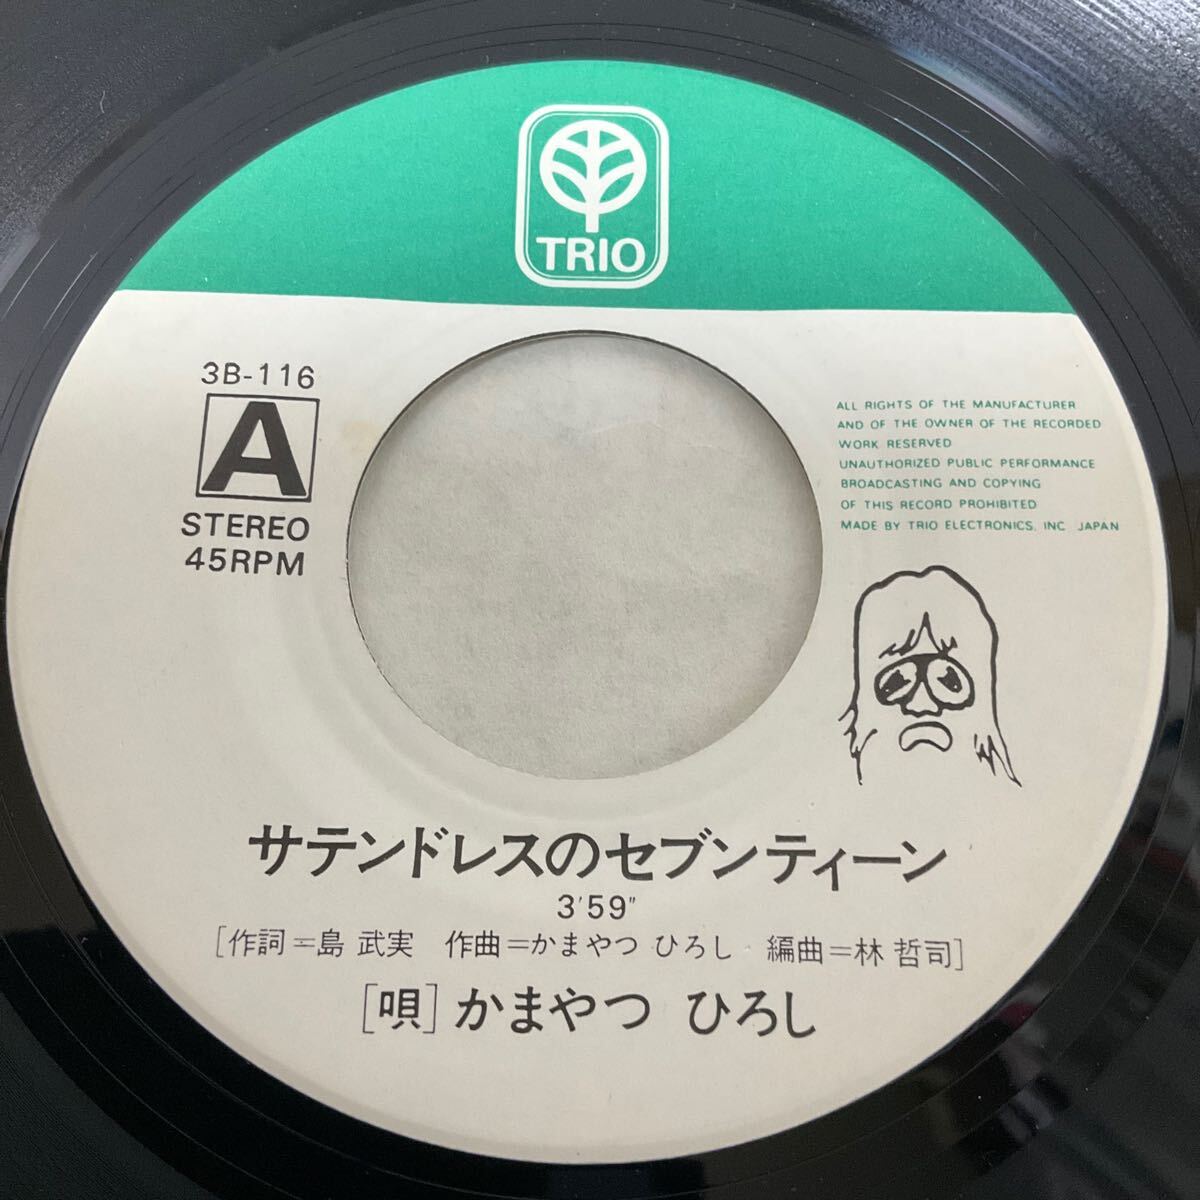 TRIO
3B-116
A
STEREO
45RPM
ALL RIGHTS OF THE MANUFACTURER
AND OF THE OWNER OF THE RECORDED
WORK RESERVED
UNAUTHORIZED PUBLIC PERFORMANCE
BROADCASTING AND COPYING
OF THIS RECORD PROHIBITED
MADE BY TRIO ELECTRONICS, INC. JAPAN
サテンドレスのセブンティーン
3'59"
[作詞=島 武実 作曲=かまやつ ひろし 編曲=林 哲司]
[唄]かまやつ ひろし